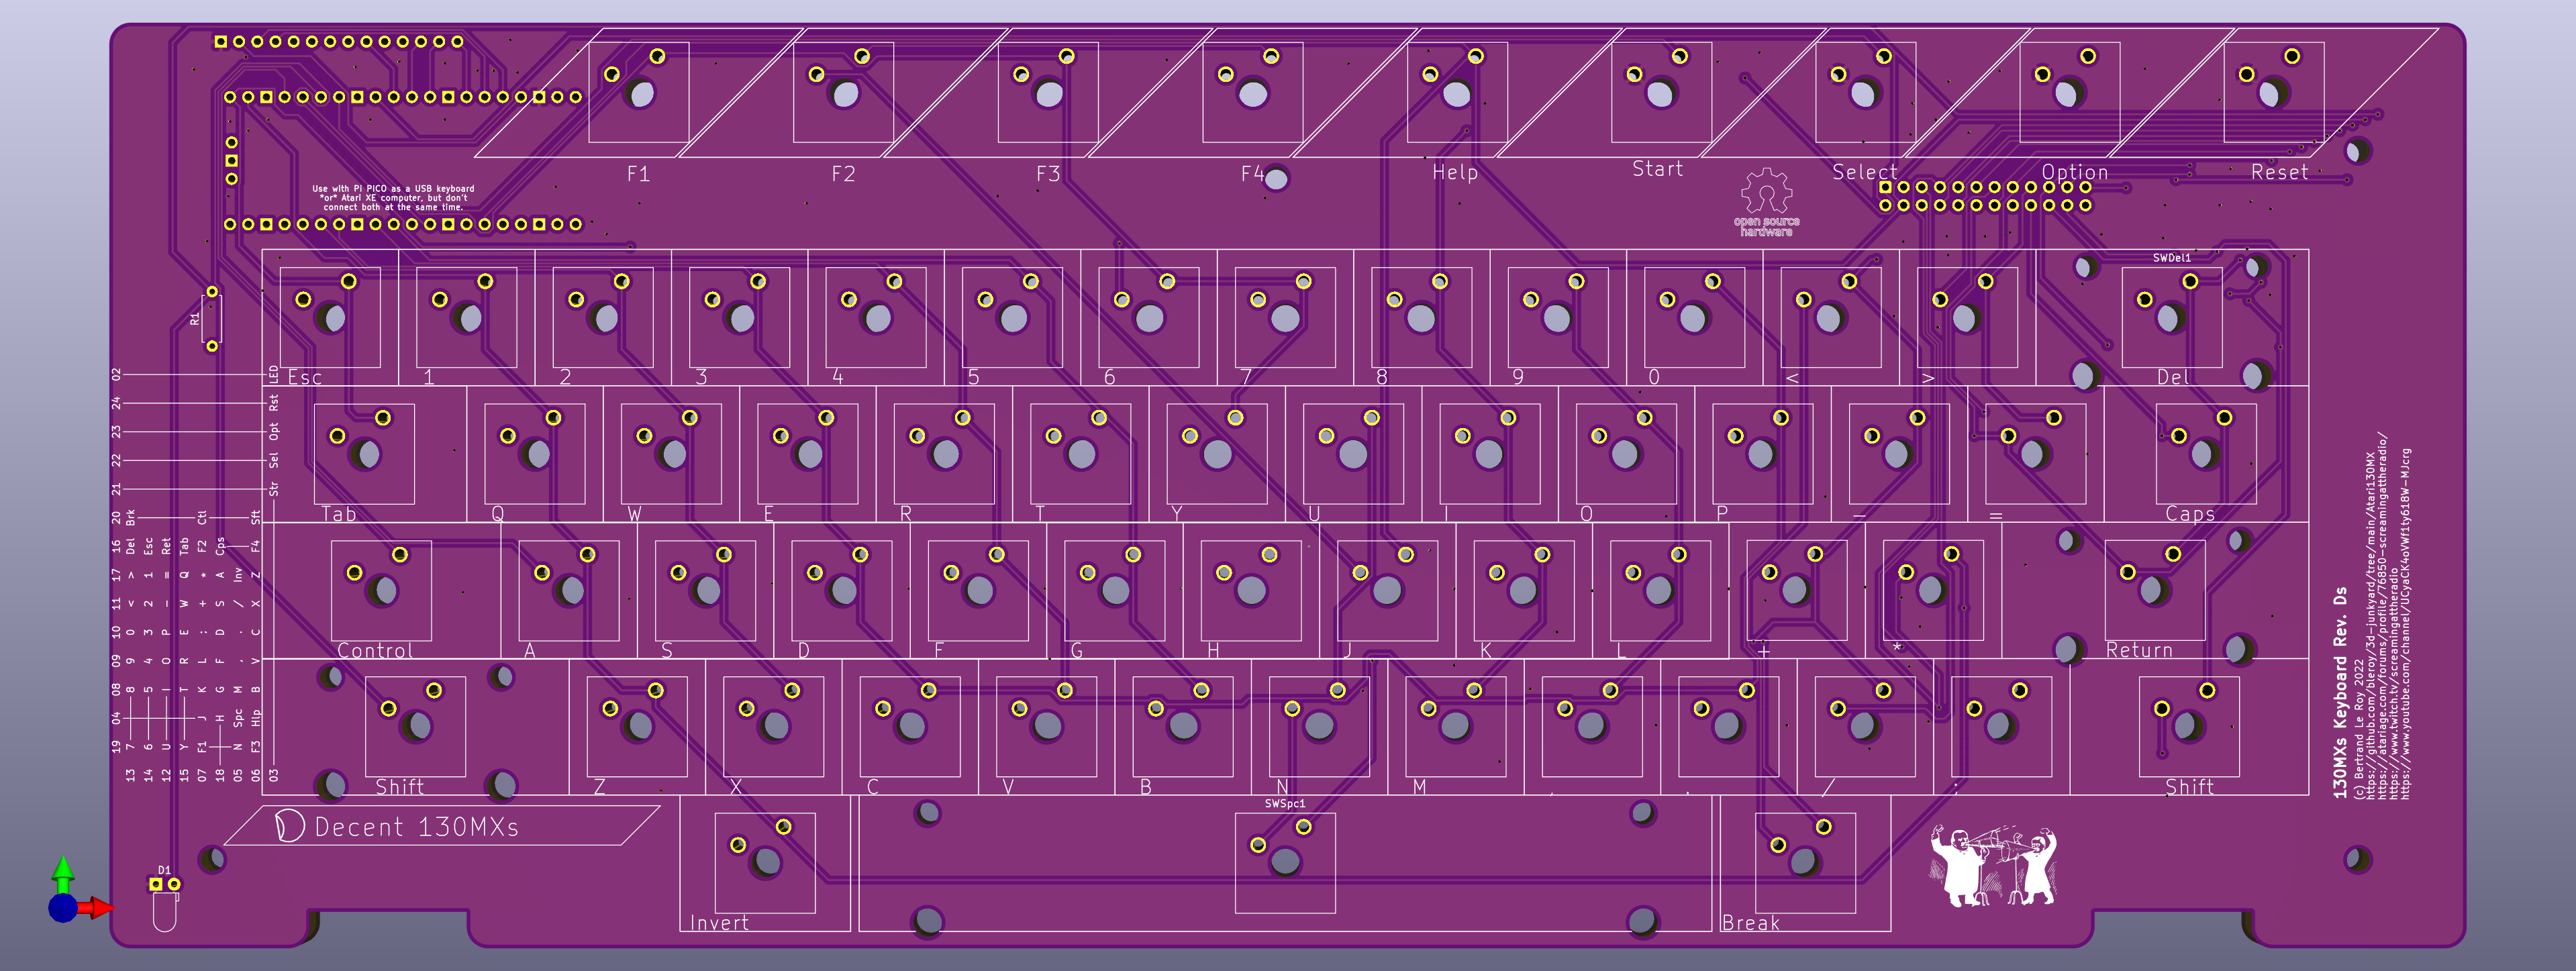 F1 F2 F3 F4 Help Start Select Option Reset
Use with Pi PICO as a USB keyboard
*or* Atari XE computer, but don't
connect both at the same time.
open source
hardware
SWDel1
R1
Esc 1 2 3 4 5 6 7 8 9 0 < > Del
Tab Q W E R T Y U I O P - = Caps
Control A S D F G H J K L + * Return
Shift Z X C V B N M , . / ; Shift
SWSpc1
Invert Break
Decent 130MXs
D1
02 LED
24 Rst
23 Opt
22 Sel
21 Str
20 Brk Ctl Sft
16 Del Esc Ret Tab F2 Cps F4
17 > 1 = Q * A Inv Z
11 < 2 - W + S / X
10 0 3 P E ; D . C
09 9 4 O R L F , V
08 8 5 I T K G M B
04 J H Spc Hlp
19 7 6 U Y F1 N F3
13 14 12 15 07 18 05 06 03
130MXs Keyboard Rev. Ds
(c) Bertrand Le Roy 2022
https://github.com/bleroy/3d-junkyard/tree/main/Atari130MX
https://atariage.com/forums/profile/76850-screamingattheradio/
https://www.twitch.tv/screamingattheradio
https://www.youtube.com/channel/UCyaCK4oVWf1ty61BW-MJcrg